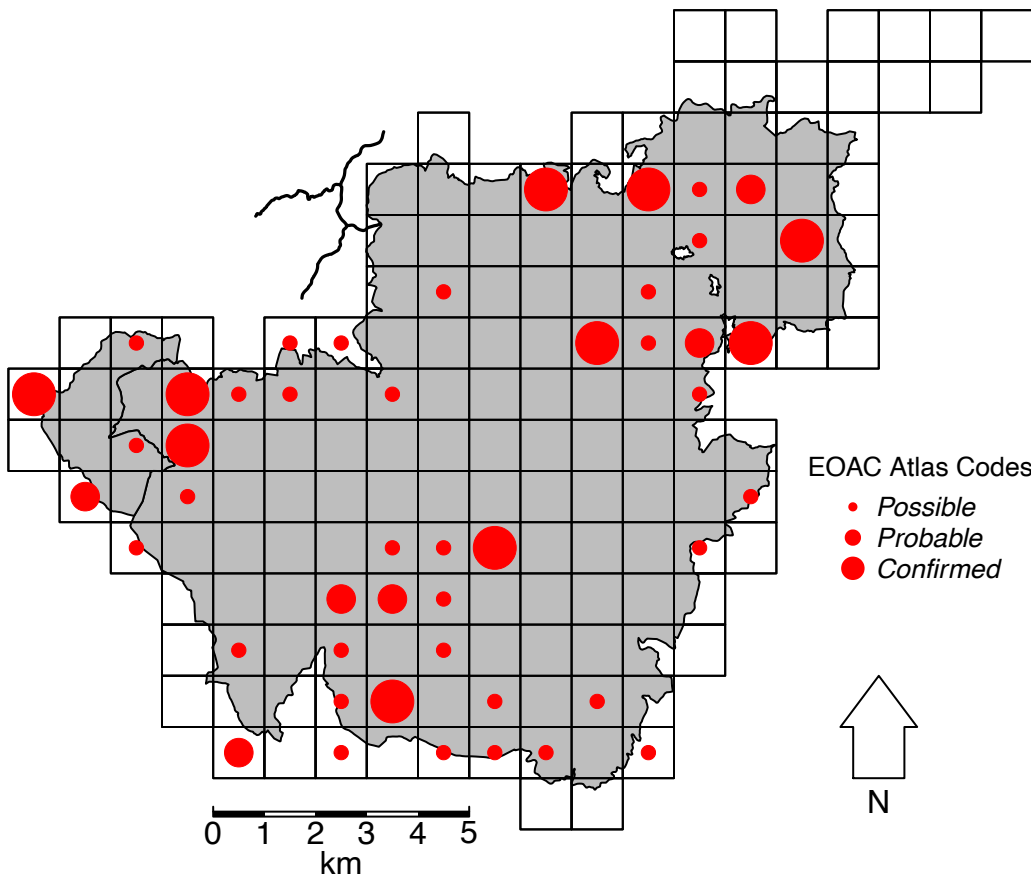 EOAC Atlas Codes
Possible
Probable
Confirmed
N
0 1 2 3 4 5
km